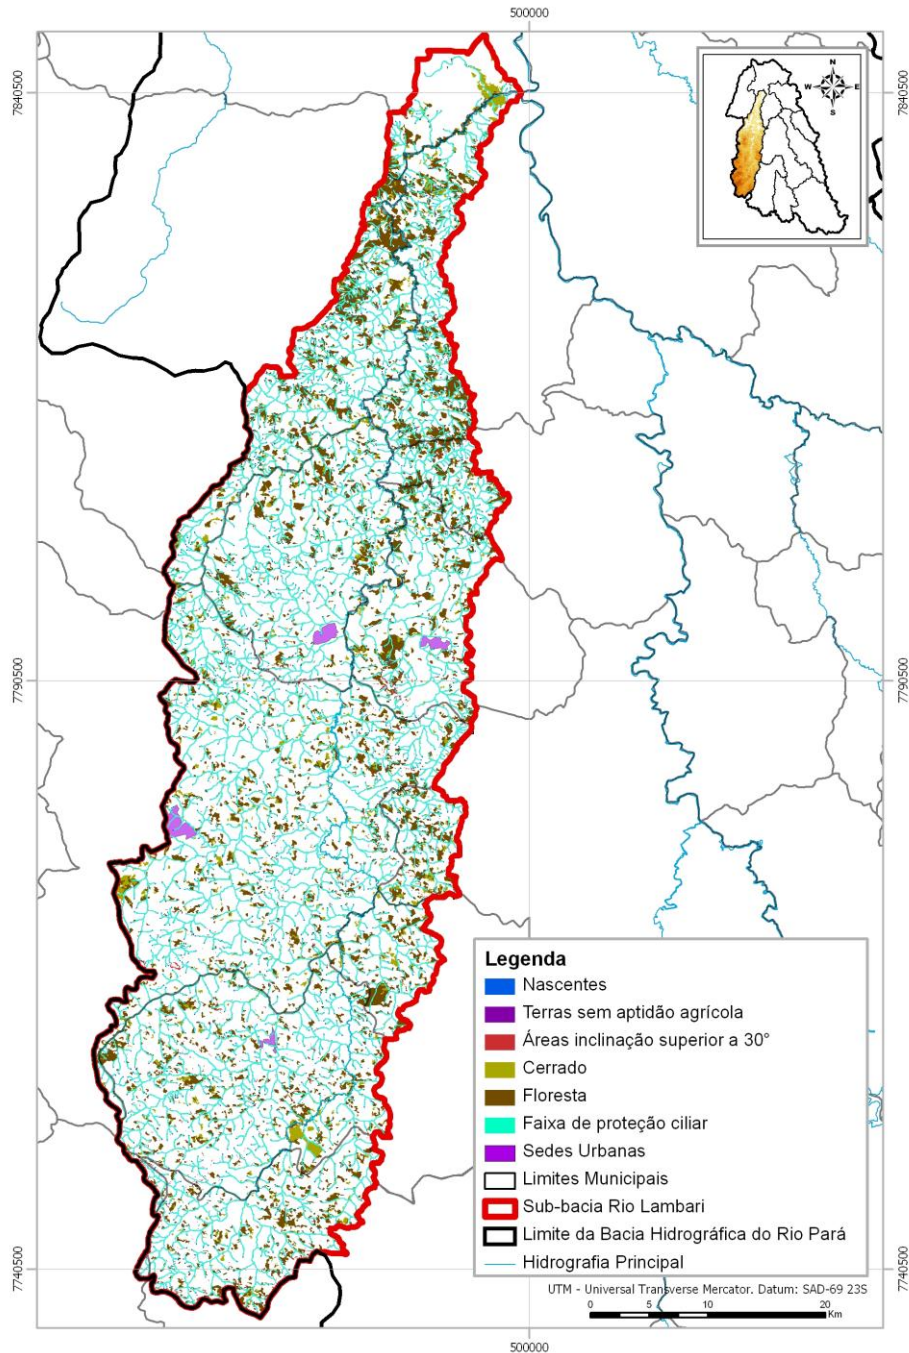 500000
7840500
7840500
N
W
E
S
7790500
7790500
Legenda
Nascentes
Terras sem aptidão agrícola
Áreas inclinação superior a 30°
Cerrado
Floresta
Faixa de proteção ciliar
Sedes Urbanas
Limites Municipais
Sub-bacia Rio Lambari
Limite da Bacia Hidrográfica do Rio Pará
Hidrografia Principal
7740500
7740500
UTM - Universal Transverse Mercator. Datum: SAD-69 23S
0 5 10 20
Km
500000